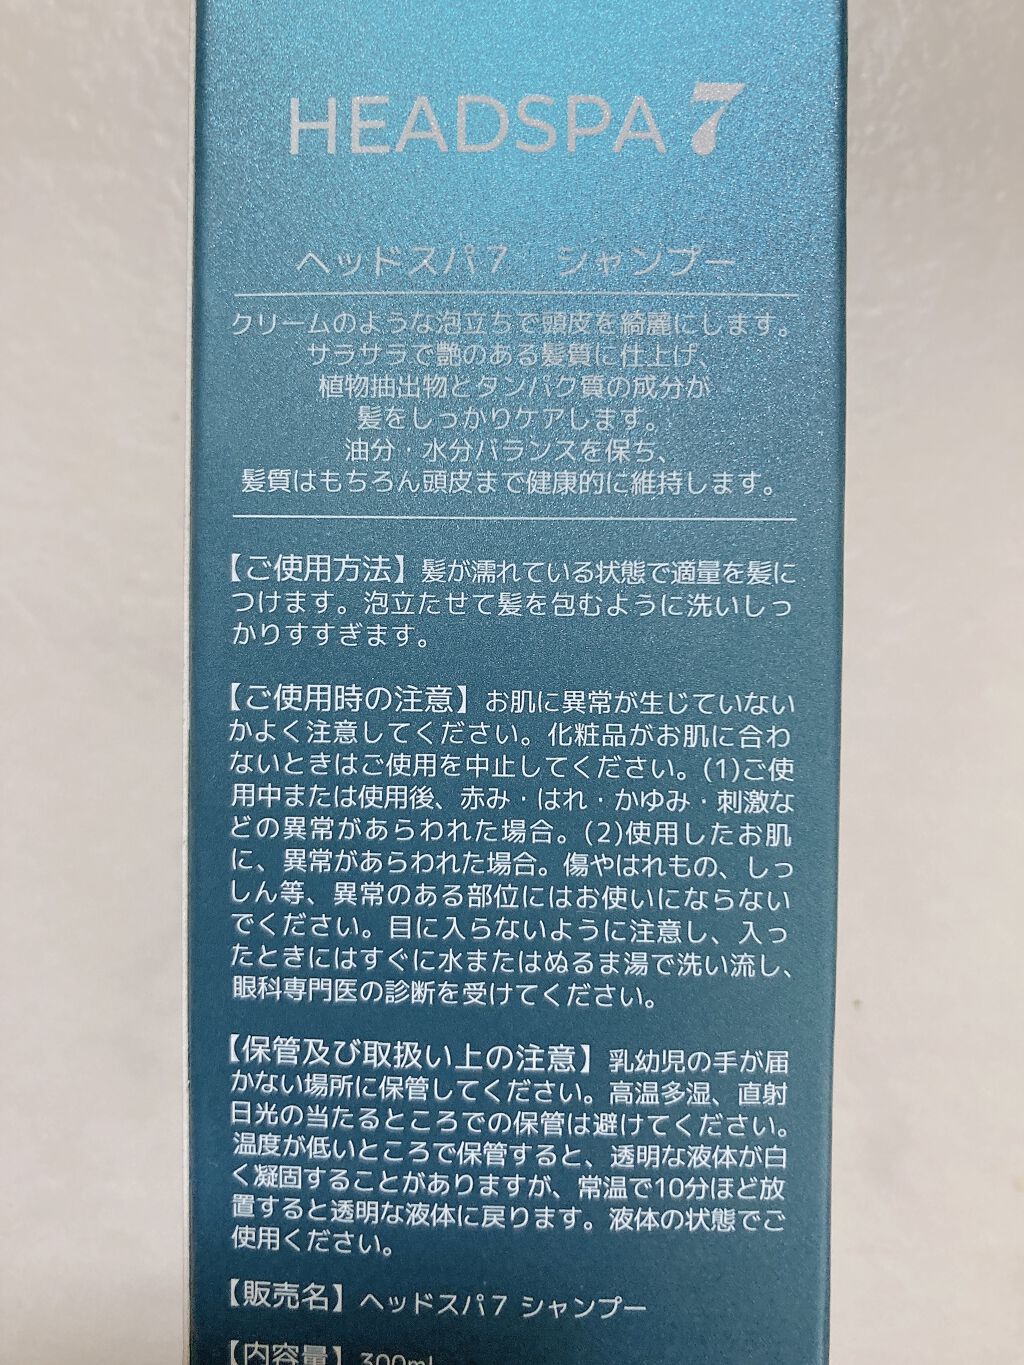 HEADSPA 7
ヘッドスパ7 シャンプー
クリームのような泡立ちで頭皮を綺麗にします。
サラサラで艶のある髪質に仕上げ、
植物抽出物とタンパク質の成分が
髪をしっかりケアします。
油分・水分バランスを保ち、
髪質はもちろん頭皮まで健康的に維持します。
【ご使用方法】髪が濡れている状態で適量を髪に
つけます。泡立たせて髪を包むように洗いしっ
かりすすぎます。
【ご使用時の注意】お肌に異常が生じていない
かよく注意してください。化粧品がお肌に合わ
ないときはご使用を中止してください。(1)ご使
用中または使用後、赤み・はれ・かゆみ・刺激な
どの異常があらわれた場合。(2)使用したお肌
に、異常があらわれた場合。傷やはれもの、しっ
しん等、異常のある部位にはお使いにならない
でください。目に入らないように注意し、入っ
たときにはすぐに水またはぬるま湯で洗い流し、
眼科専門医の診断を受けてください。
【保管及び取扱い上の注意】乳幼児の手が届
かない場所に保管してください。高温多湿、直射
日光の当たるところでの保管は避けてください。
温度が低いところで保管すると、透明な液体が白
く凝固することがありますが、常温で10分ほど放
置すると透明な液体に戻ります。液体の状態でご
使用ください。
【販売名】ヘッドスパ7 シャンプー
【内容量】300ml